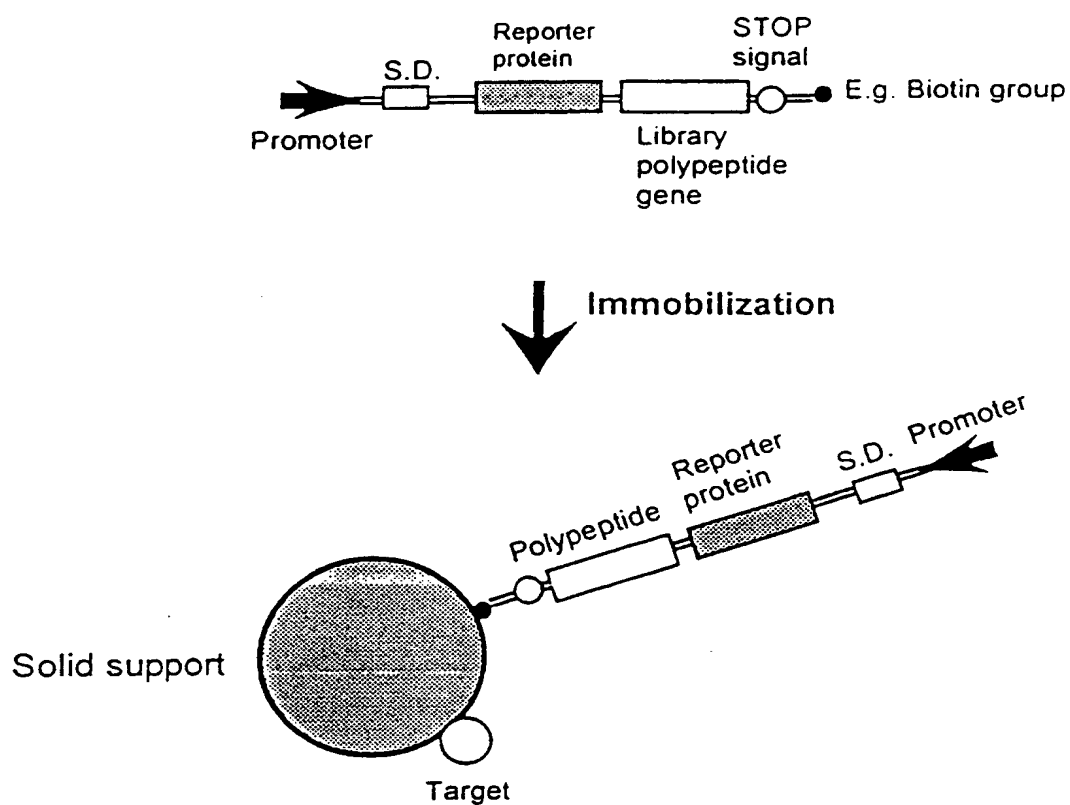 Reporter
protein
STOP
signal
S.D.
E.g. Biotin group
Promoter
Library
polypeptide
gene
Immobilization
Promoter
S.D.
Reporter
protein
Polypeptide
Solid support
Target